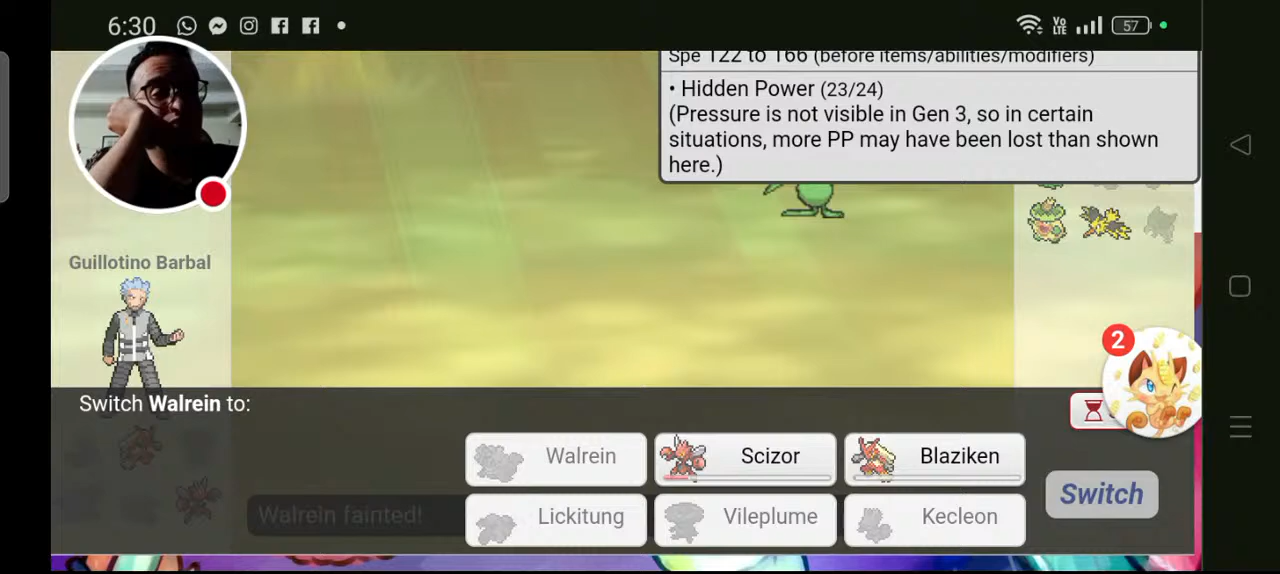 6:30
Vo
LTE
57
Spe 122 to 166 (before items/abilities/modifiers)
• Hidden Power (23/24)
(Pressure is not visible in Gen 3, so in certain
situations, more PP may have been lost than shown
here.)
Guillotino Barbal
2
Switch Walrein to:
Walrein
Scizor
Blaziken
Lickitung
Vileplume
Kecleon
Switch
Walrein fainted!